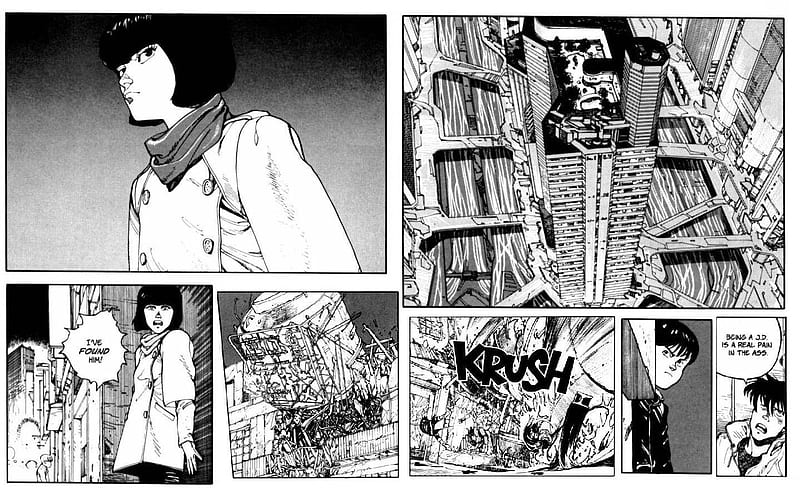 I'VE
FOUND
HIM!
KRUSH
BEING A J.D.
IS A REAL PAIN
IN THE ASS.